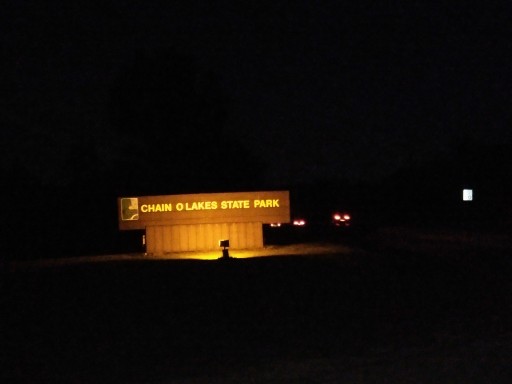 CHAIN O LAKES STATE PARK